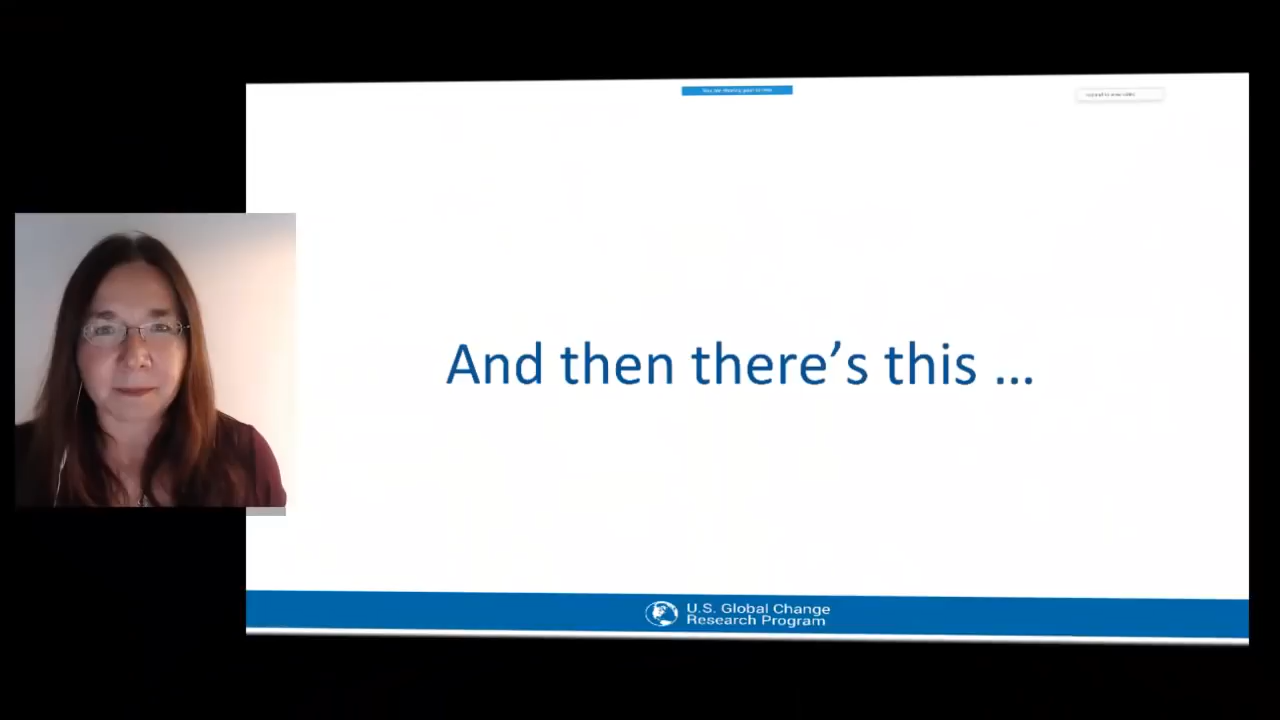 And then there's this ...
U.S. Global Change
Research Program